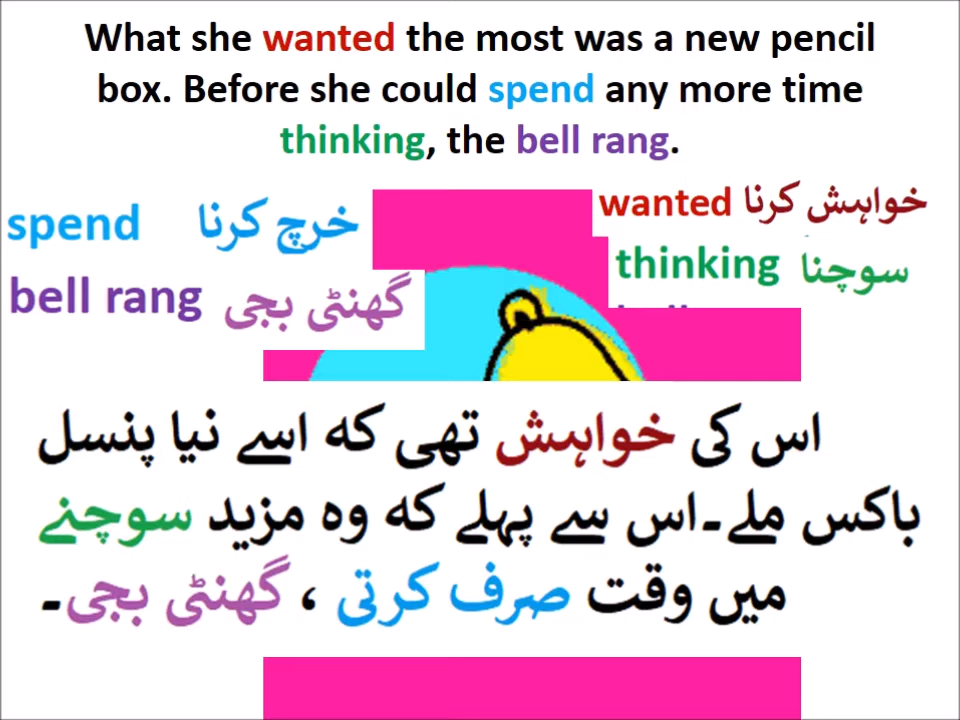 What she wanted the most was a new pencil
box. Before she could spend any more time
thinking, the bell rang.
spend خرچ کرنا
wanted خواہش کرنا
bell rang گھنٹی بجی
thinking سوچنا
اس کی خواہش تھی کہ اسے نیا پنسل
باکس ملے۔اس سے پہلے کہ وہ مزید سوچنے
میں وقت صرف کرتی ، گھنٹی بجی۔